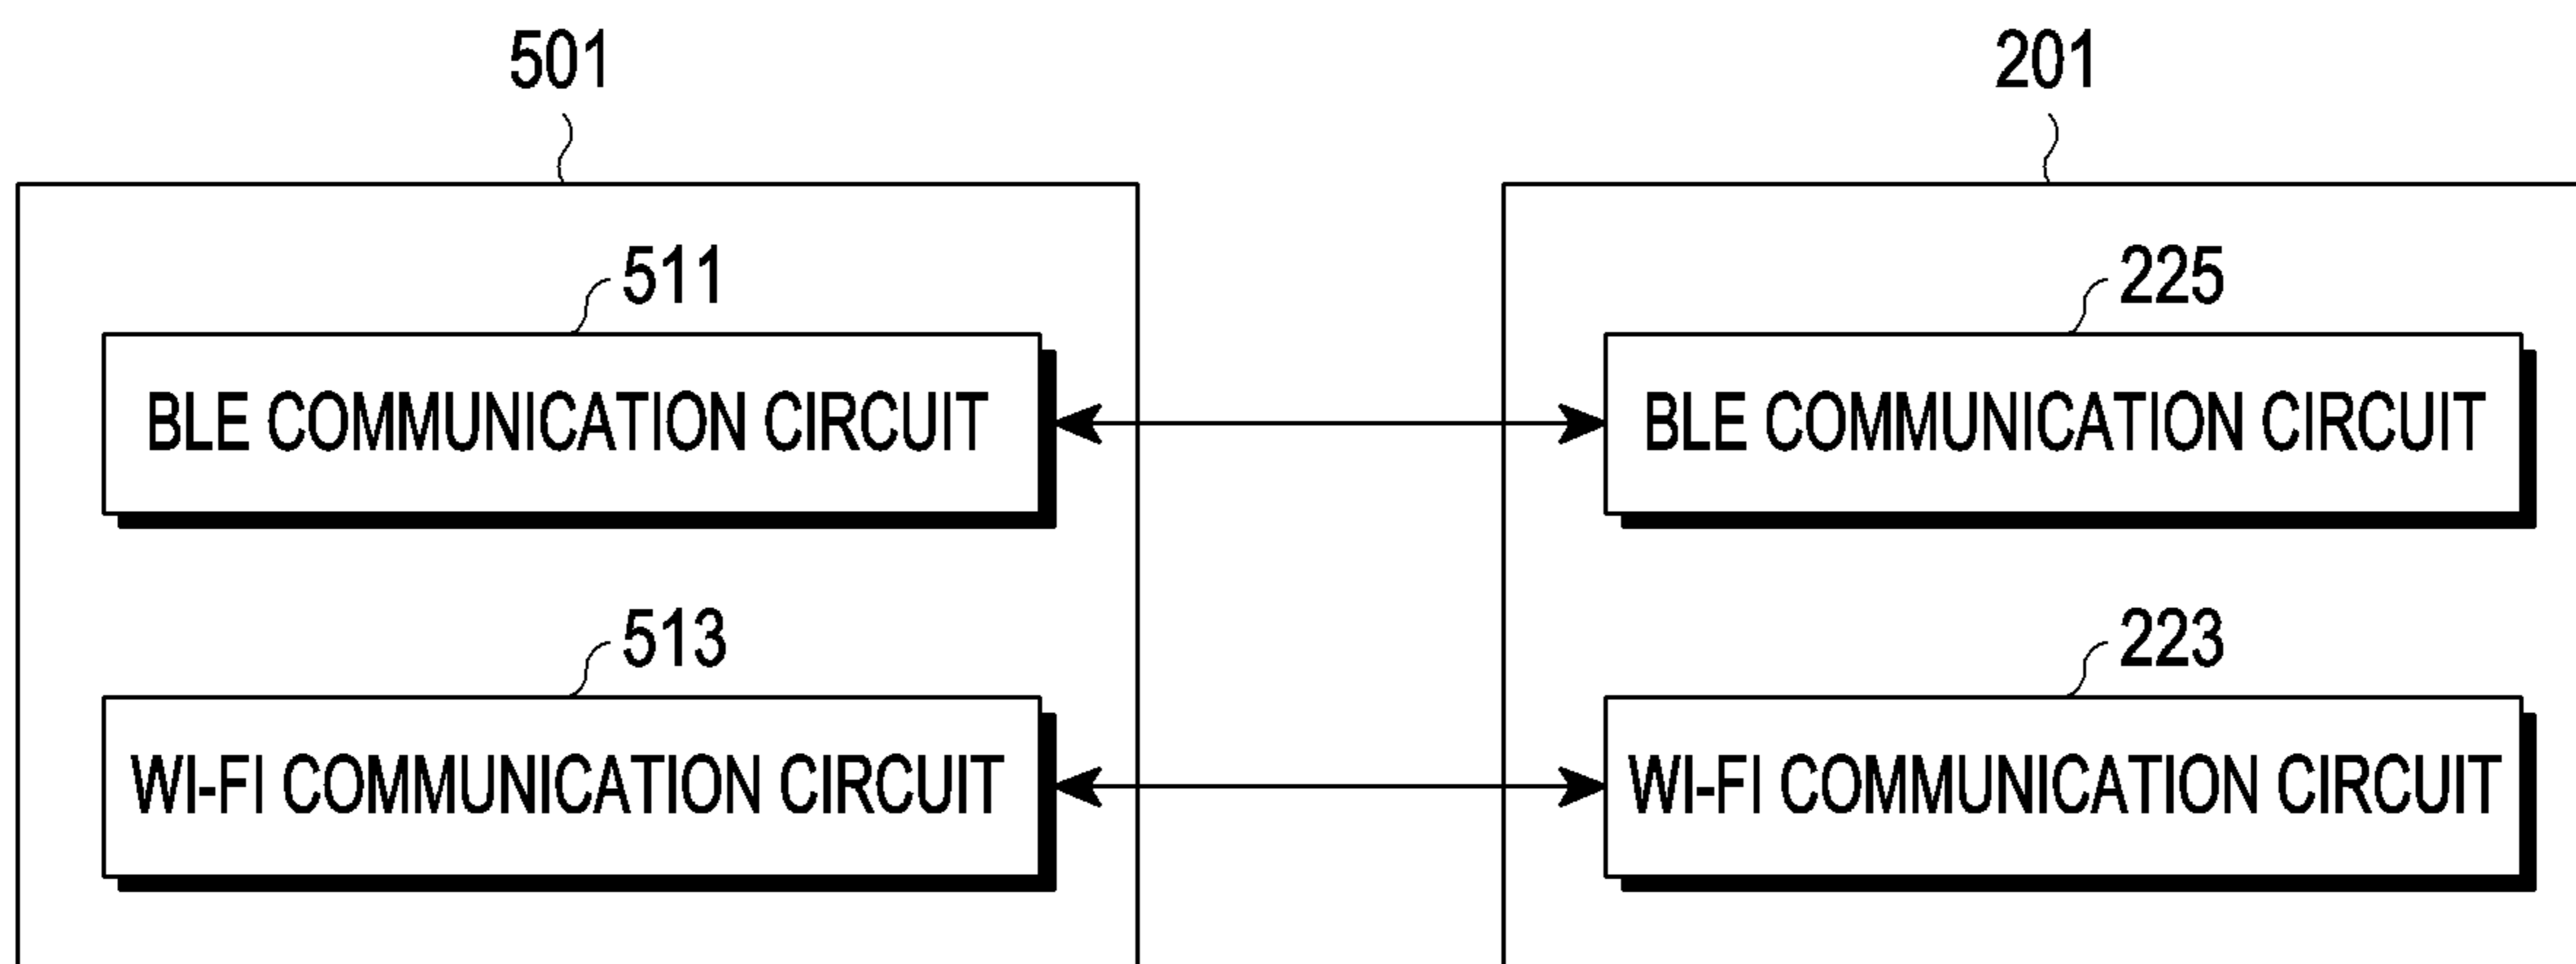 501
201
511
225
BLE COMMUNICATION CIRCUIT
BLE COMMUNICATION CIRCUIT
513
223
WI-FI COMMUNICATION CIRCUIT
WI-FI COMMUNICATION CIRCUIT